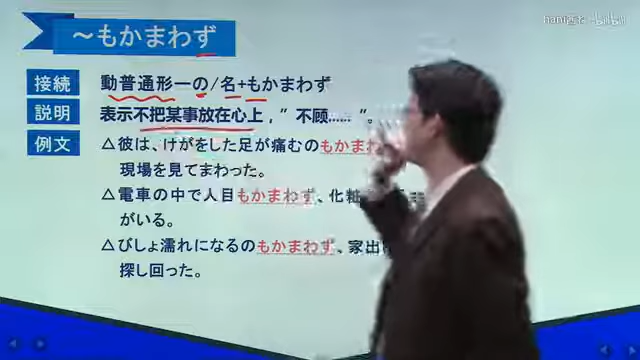 ～もかまわず
接続 動普通形ーの/名+もかまわず
説明 表示不把某事放在心上，"不顾……"。
例文 △彼は、けがをした足が痛むのもかまわ
現場を見てまわった。
△電車の中で人目もかまわず、化粧
がいる。
△びしょ濡れになるのもかまわず、家出
探し回った。
bilibili